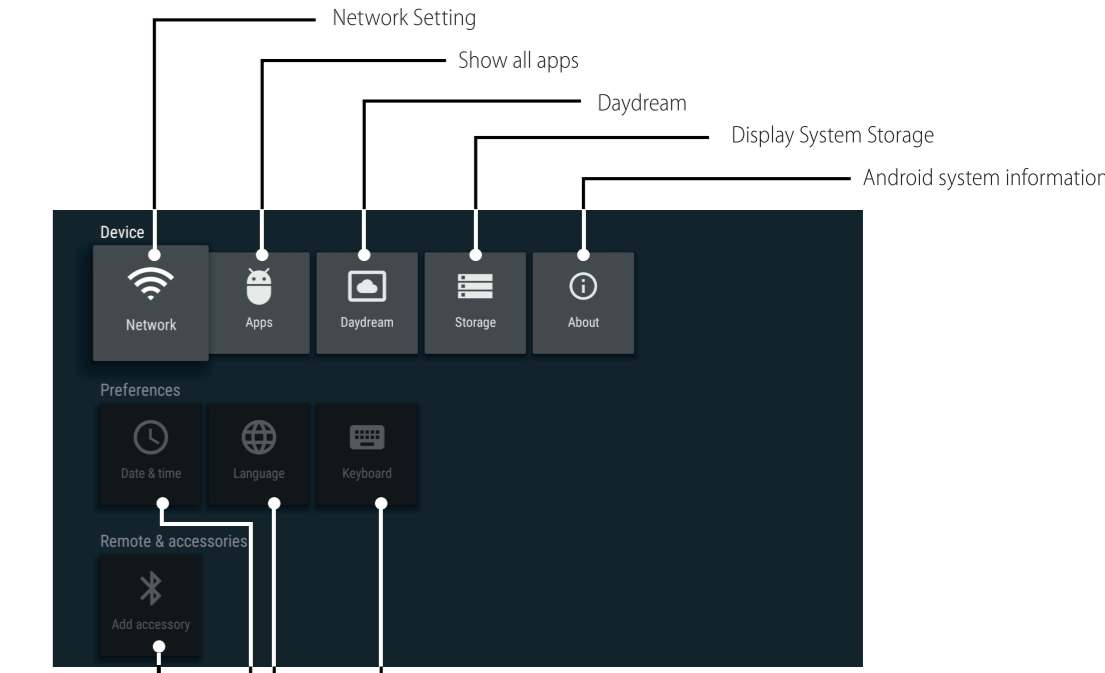 Network Setting
Show all apps
Daydream
Display System Storage
Android system information
Device
Network
Apps
Daydream
Storage
About
Preferences
Date & time
Language
Keyboard
Remote & accessories
Add accessory